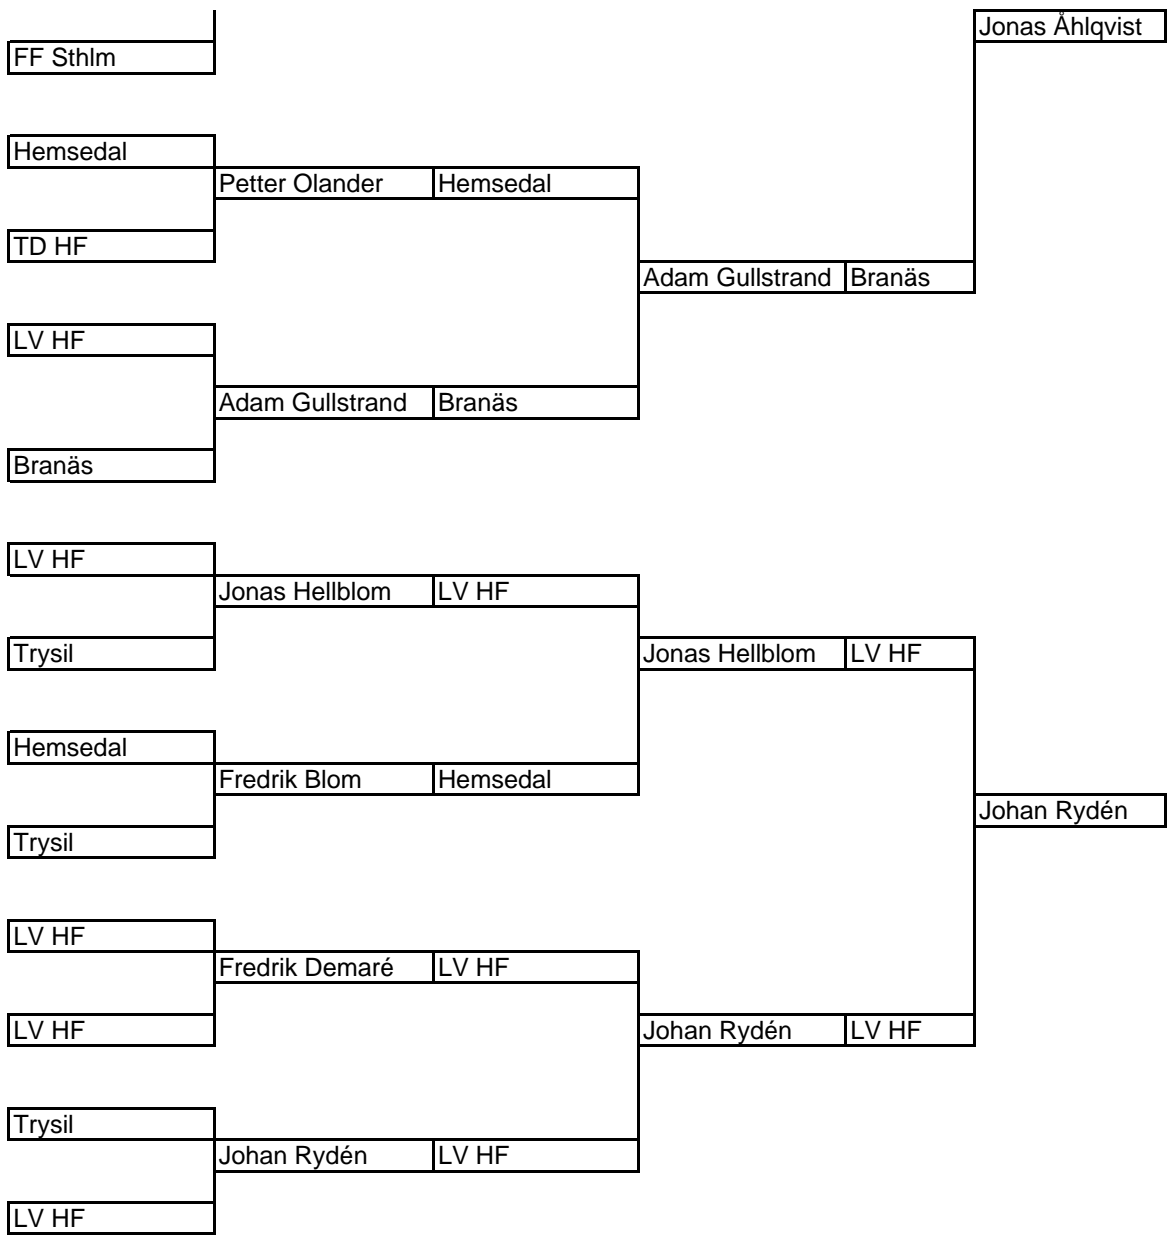 Jonas Åhlqvist
FF Sthlm
Hemsedal
Petter Olander Hemsedal
TD HF
Adam Gullstrand Branäs
LV HF
Adam Gullstrand Branäs
Branäs
LV HF
Jonas Hellblom LV HF
Trysil
Jonas Hellblom LV HF
Hemsedal
Fredrik Blom Hemsedal
Johan Rydén
Trysil
LV HF
Fredrik Demaré LV HF
LV HF
Johan Rydén LV HF
Trysil
Johan Rydén LV HF
LV HF